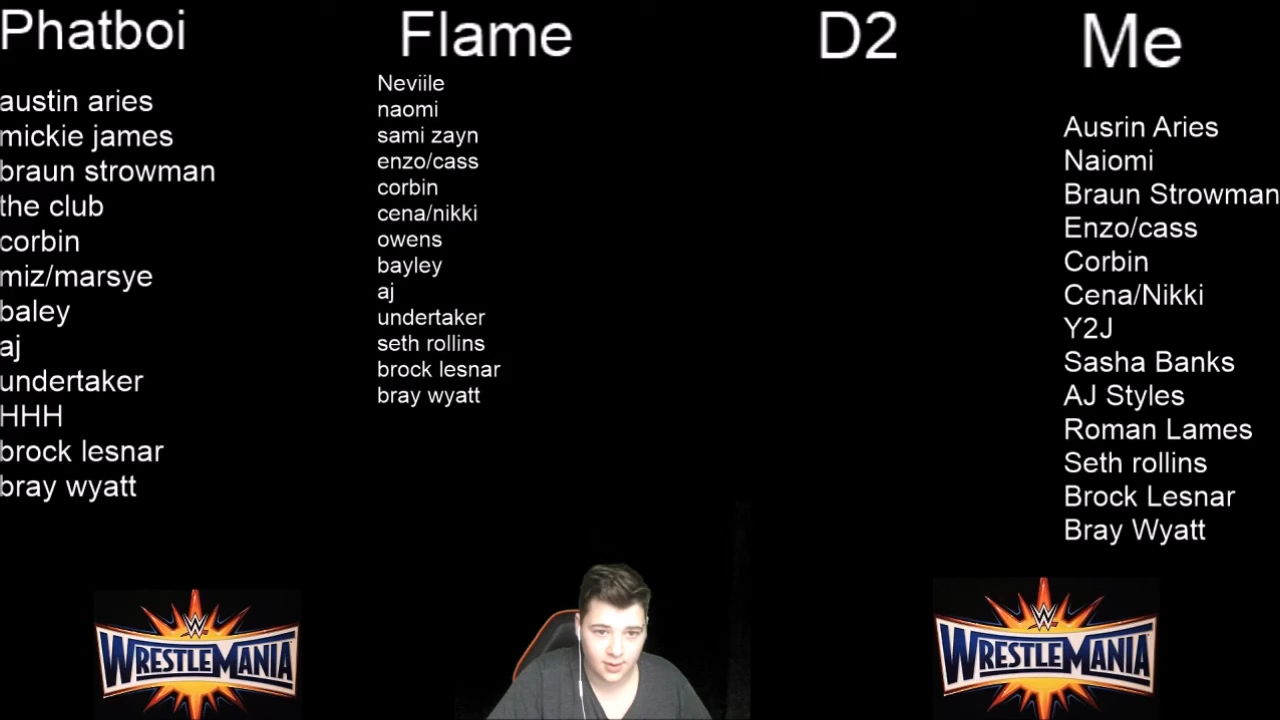 Phatboi
austin aries
mickie james
braun strowman
the club
corbin
miz/marsye
baley
aj
undertaker
HHH
brock lesnar
bray wyatt
Flame
Neviile
naomi
sami zayn
enzo/cass
corbin
cena/nikki
owens
bayley
aj
undertaker
seth rollins
brock lesnar
bray wyatt
D2
Me
Ausrin Aries
Naiomi
Braun Strowman
Enzo/cass
Corbin
Cena/Nikki
Y2J
Sasha Banks
AJ Styles
Roman Lames
Seth rollins
Brock Lesnar
Bray Wyatt
WRESTLEMANIA
WRESTLEMANIA